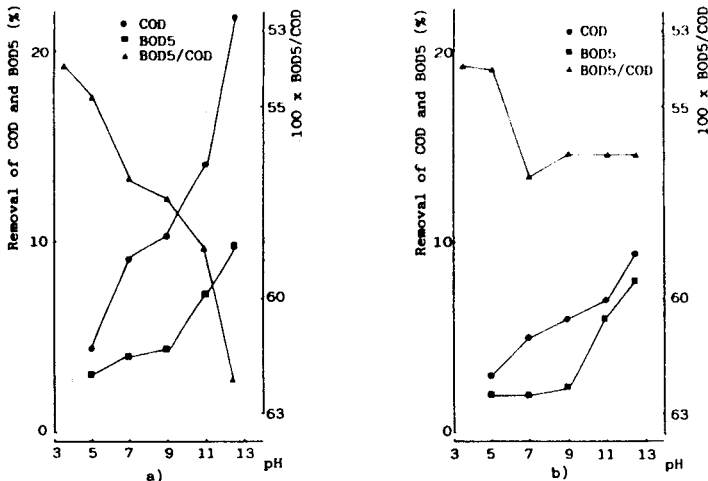 COD
BOD5
BOD5/COD
Removal of COD and BOD5 (%)
20
10
0
53
55
60
63
100 x BOD5/COD
3 5 7 9 11 13
pH
a)
COD
BOD5
BOD5/COD
Removal of COD and BOD5 (%)
20
10
0
53
55
60
63
100 x BOD5/COD
3 5 7 9 11 13
pH
b)